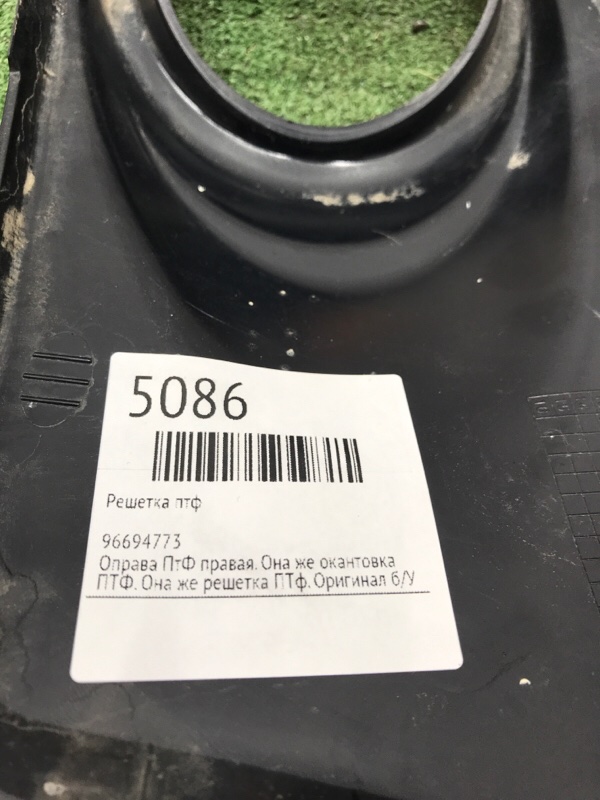 5086
Решетка птф
96694773
Оправа ПтФ правая. Она же окантовка
ПТФ. Она же решетка ПТф. Оригинал б/у